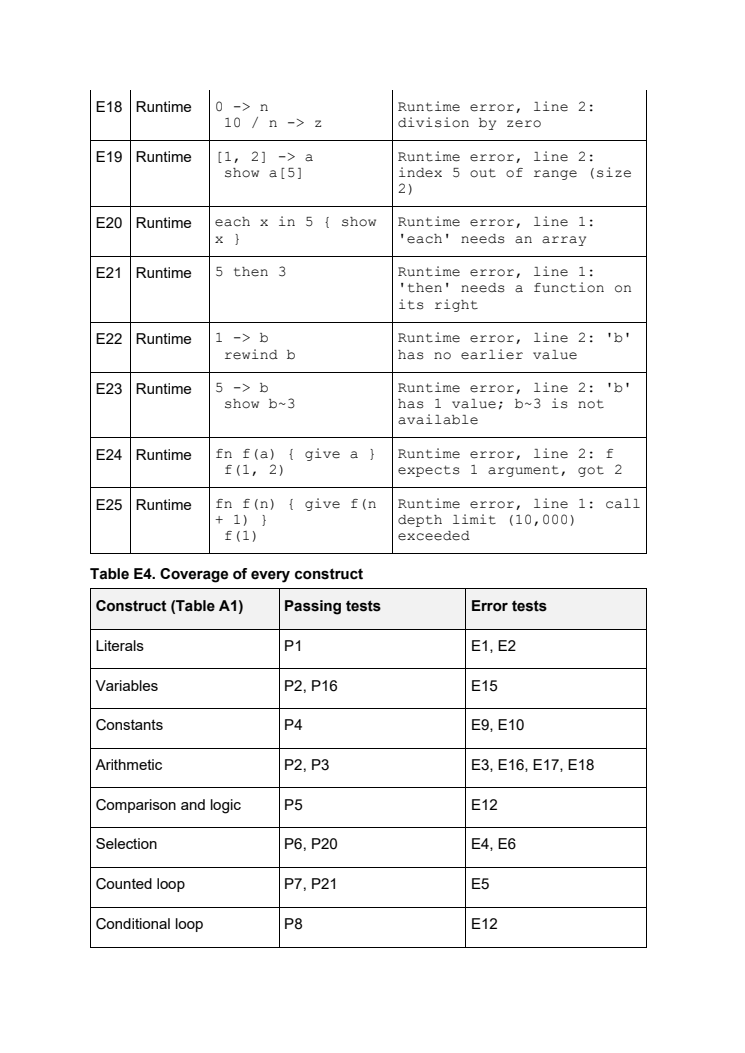 E18 Runtime 0 -> n Runtime error, line 2:
10 / n -> z division by zero
E19 Runtime [1, 2] -> a Runtime error, line 2:
show a[5] index 5 out of range (size
2)
E20 Runtime each x in 5 { show Runtime error, line 1:
x } 'each' needs an array
E21 Runtime 5 then 3 Runtime error, line 1:
'then' needs a function on
its right
E22 Runtime 1 -> b Runtime error, line 2: 'b'
rewind b has no earlier value
E23 Runtime 5 -> b Runtime error, line 2: 'b'
show b~3 has 1 value; b~3 is not
available
E24 Runtime fn f(a) { give a } Runtime error, line 2: f
f(1, 2) expects 1 argument, got 2
E25 Runtime fn f(n) { give f(n Runtime error, line 1: call
+ 1) } depth limit (10,000)
f(1) exceeded
Table E4. Coverage of every construct
Construct (Table A1) Passing tests Error tests
Literals P1 E1, E2
Variables P2, P16 E15
Constants P4 E9, E10
Arithmetic P2, P3 E3, E16, E17, E18
Comparison and logic P5 E12
Selection P6, P20 E4, E6
Counted loop P7, P21 E5
Conditional loop P8 E12